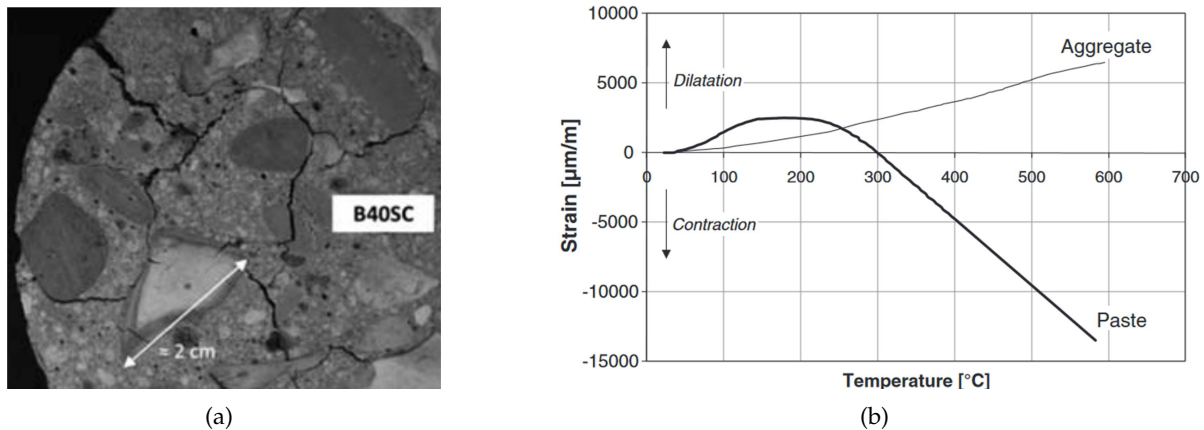 B40SC
= 2 cm
(a)
10000
5000
0
-5000
-10000
-15000
Strain [µm/m]
Dilatation
Contraction
Aggregate
Paste
0
100
200
300
400
500
600
700
Temperature [°C]
(b)